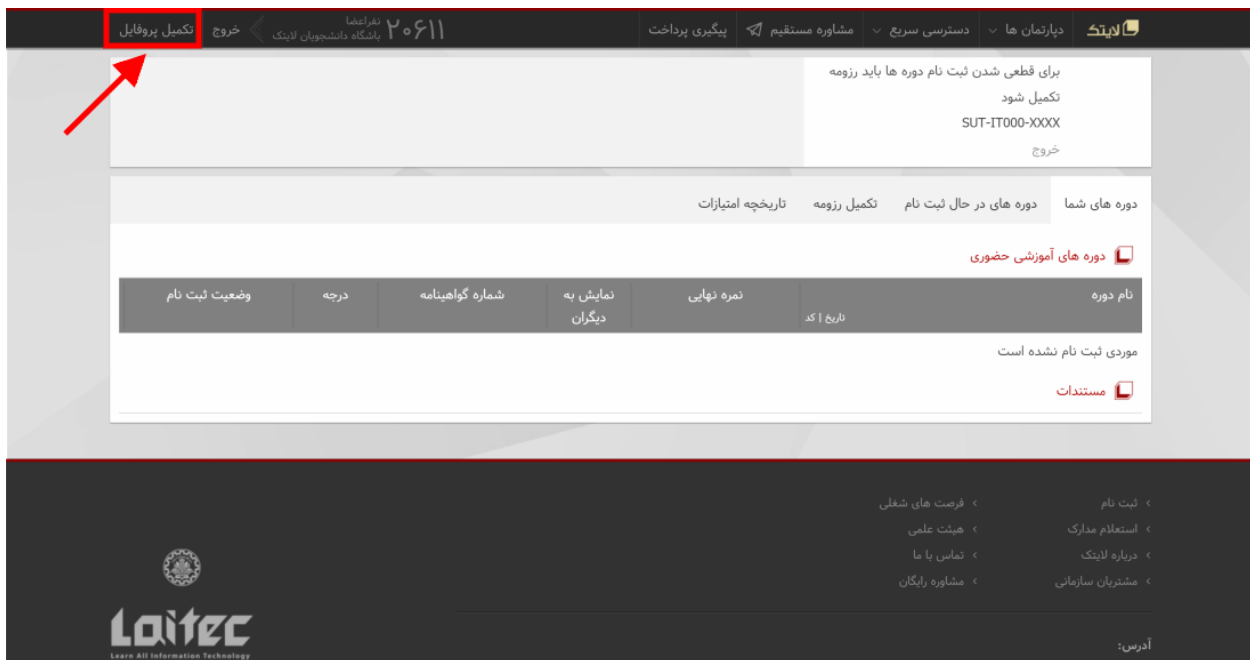 لایتک
دپارتمان ها
دسترسی سریع
مشاوره مستقیم
پیگیری پرداخت
۲۰۶۱۱ نفراعضا
باشگاه دانشجویان لایتک
خروج
تکمیل پروفایل
برای قطعی شدن ثبت نام دوره ها باید رزومه
تکمیل شود
SUT-IT000-XXXX
خروج
دوره های شما
دوره های در حال ثبت نام
تکمیل رزومه
تاریخچه امتیازات
دوره های آموزشی حضوری
نام دوره
تاریخ | کد
نمره نهایی
نمایش به
دیگران
شماره گواهینامه
درجه
وضعیت ثبت نام
موردی ثبت نام نشده است
مستندات
ثبت نام
استعلام مدارک
درباره لایتک
مشتریان سازمانی
فرصت های شغلی
هیئت علمی
تماس با ما
مشاوره رایگان
Laitec
Learn All Information Technology
آدرس: